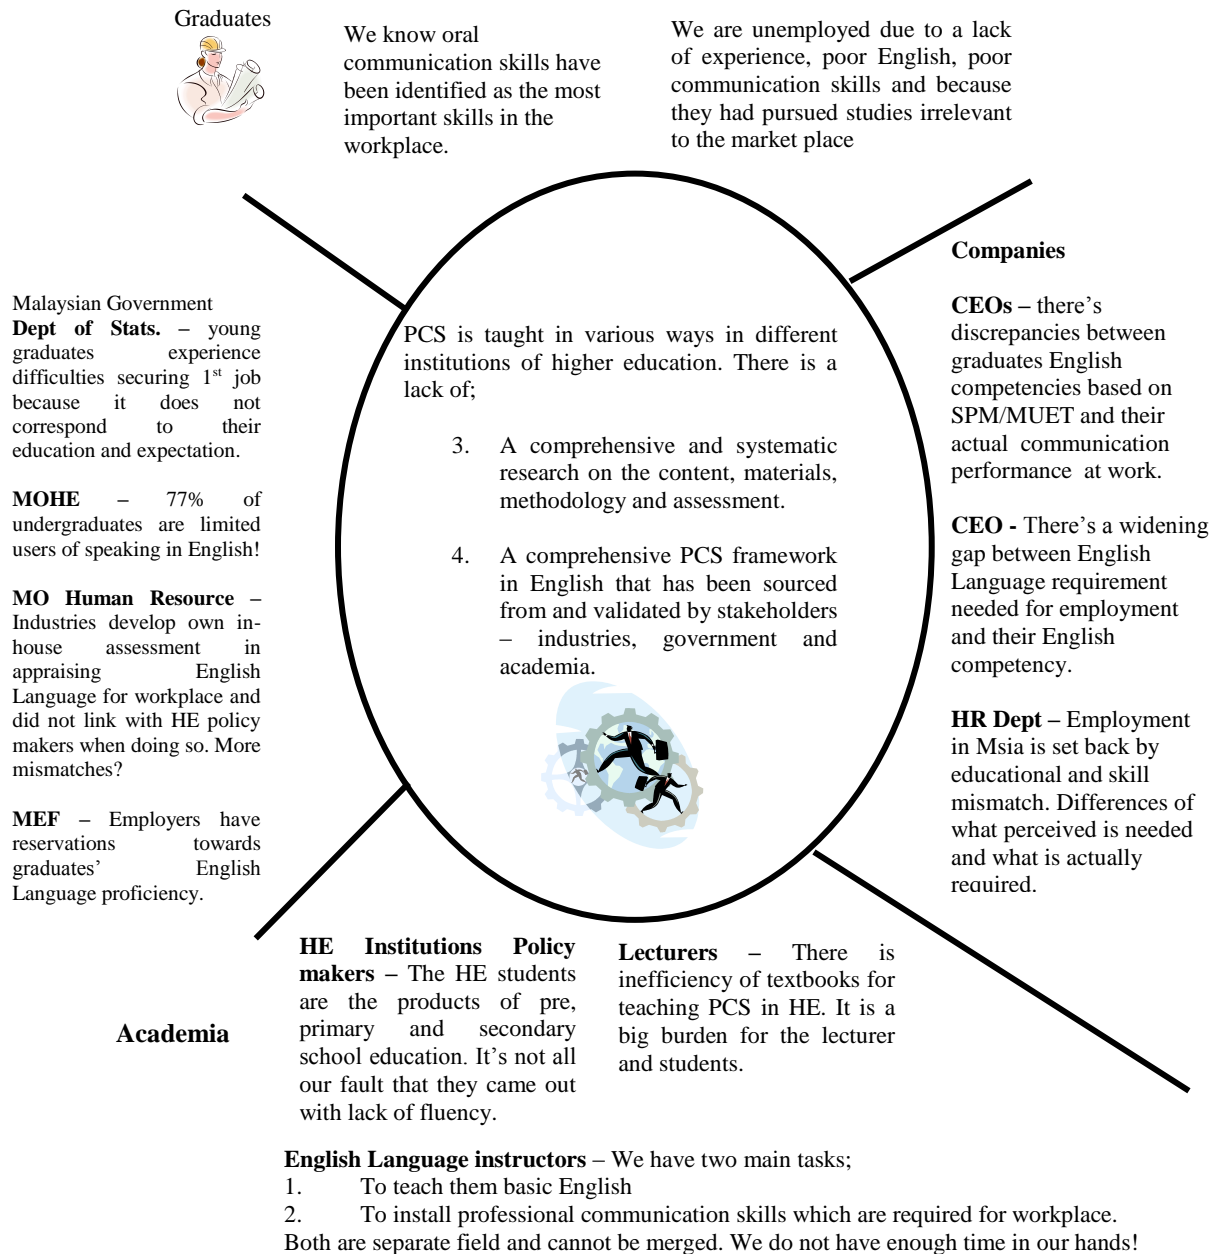 Graduates
We know oral
communication skills have
been identified as the most
important skills in the
workplace.
We are unemployed due to a lack
of experience, poor English, poor
communication skills and because
they had pursued studies irrelevant
to the market place
Malaysian Government
Dept of Stats. – young
graduates experience
difficulties securing 1st job
because it does not
correspond to their
education and expectation.
MOHE – 77% of
undergraduates are limited
users of speaking in English!
MO Human Resource –
Industries develop own in-
house assessment in
appraising English
Language for workplace and
did not link with HE policy
makers when doing so. More
mismatches?
MEF – Employers have
reservations towards
graduates’ English
Language proficiency.
PCS is taught in various ways in different
institutions of higher education. There is a
lack of;
3. A comprehensive and systematic
research on the content, materials,
methodology and assessment.
4. A comprehensive PCS framework
in English that has been sourced
from and validated by stakeholders
– industries, government and
academia.
Companies
CEOs – there’s
discrepancies between
graduates English
competencies based on
SPM/MUET and their
actual communication
performance at work.
CEO - There’s a widening
gap between English
Language requirement
needed for employment
and their English
competency.
HR Dept – Employment
in Msia is set back by
educational and skill
mismatch. Differences of
what perceived is needed
and what is actually
required.
Academia
HE Institutions Policy
makers – The HE students
are the products of pre,
primary and secondary
school education. It’s not all
our fault that they came out
with lack of fluency.
Lecturers – There is
inefficiency of textbooks for
teaching PCS in HE. It is a
big burden for the lecturer
and students.
English Language instructors – We have two main tasks;
1. To teach them basic English
2. To install professional communication skills which are required for workplace.
Both are separate field and cannot be merged. We do not have enough time in our hands!